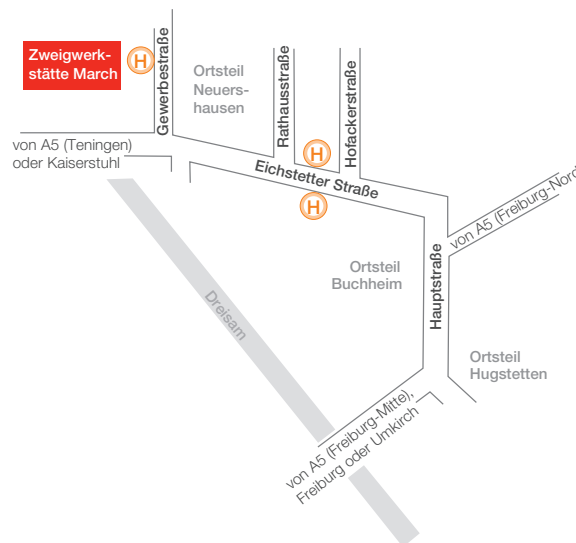 Zweigwerk-
stätte March
H
Gewerbestraße
Ortsteil
Neuers-
hausen
Rathausstraße
Hofackerstraße
von A5 (Teningen)
oder Kaiserstuhl
H
Eichstetter Straße
H
von A5 (Freiburg-Nord)
Hauptstraße
Ortsteil
Buchheim
Dreisam
Ortsteil
Hugstetten
von A5 (Freiburg-Mitte),
Freiburg oder Umkirch